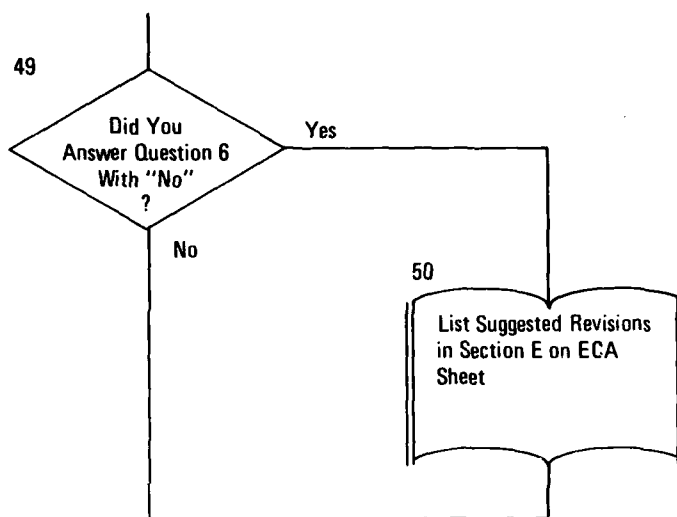 49
Did You
Answer Question 6
With "No"
?
Yes
No
50
List Suggested Revisions
in Section E on ECA
Sheet